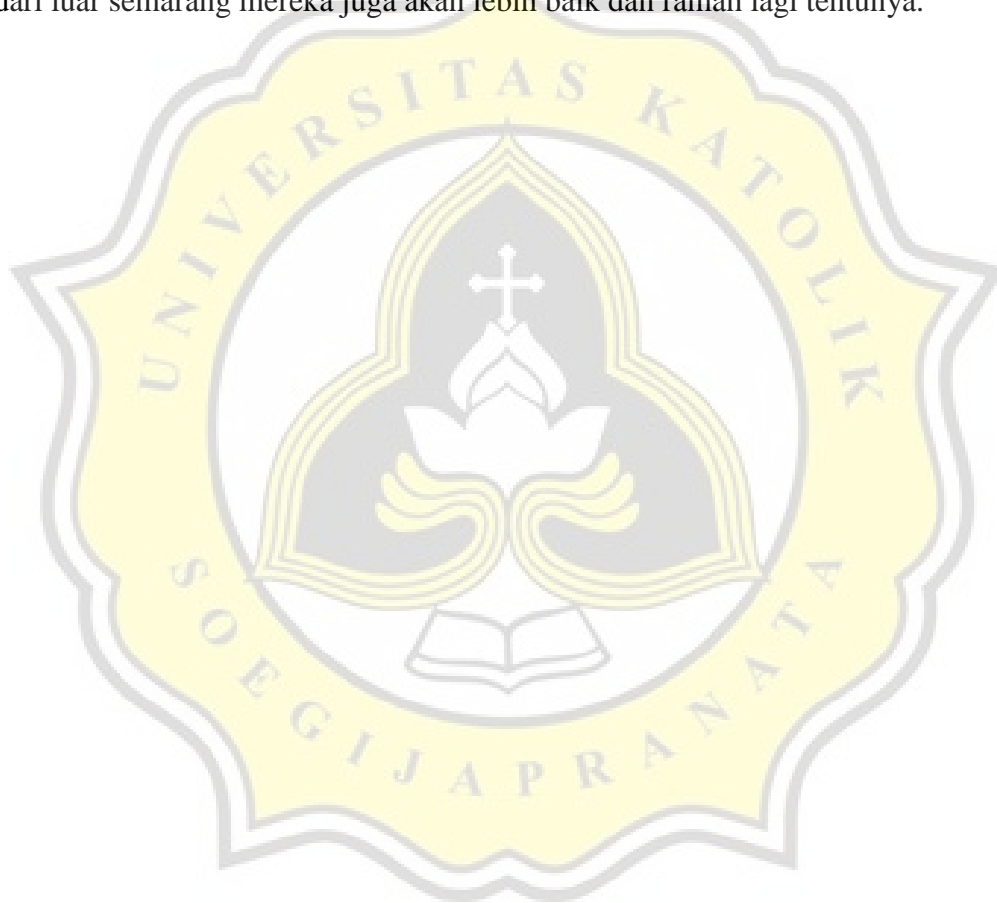 dari luar semarang mereka juga akan lebih baik dan ramah lagi tentunya.
UNIVERSITAS KATOLIK
SOEGIJAPRANATA